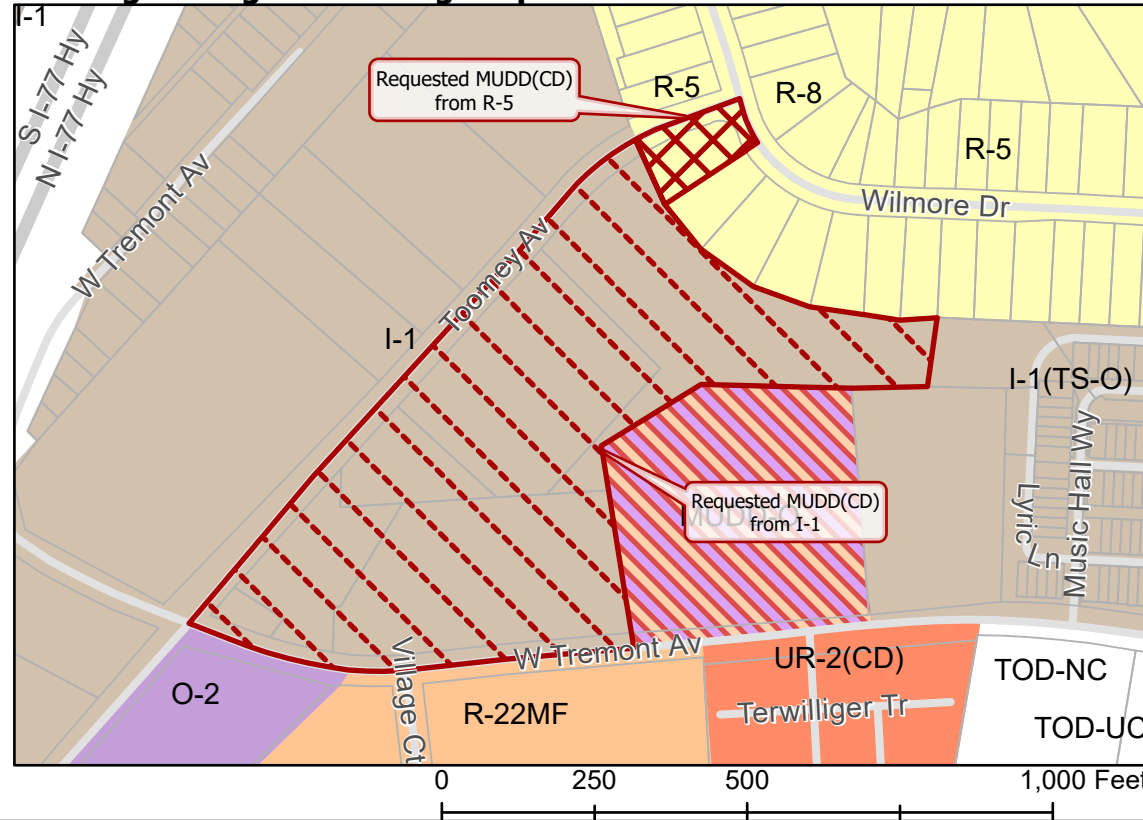 I-1
S I-77 Hy
N I-77 Hy
Requested MUDD(CD)
from R-5
R-5
R-8
R-5
W Tremont Av
Wilmore Dr
Toomey Av
I-1
I-1(TS-O)
Requested MUDD(CD)
from I-1
Lyric Ln
Music Hall Wy
Village Ct
W Tremont Av
UR-2(CD)
TOD-NC
O-2
R-22MF
Terwilliger Tr
TOD-UC
0 250 500 1,000 Feet